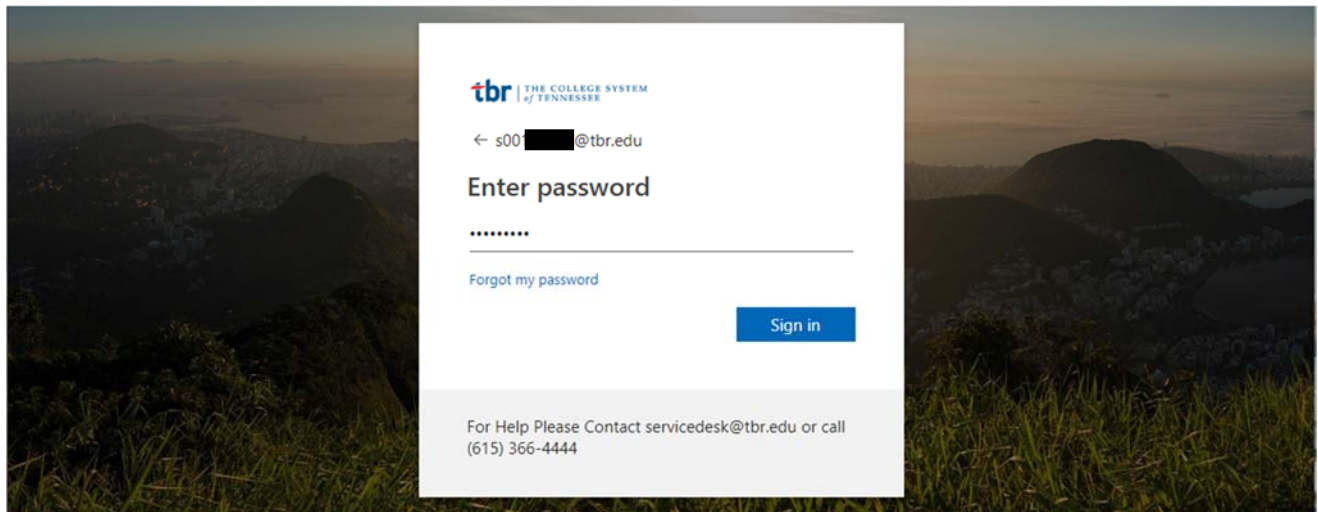 tbr | THE COLLEGE SYSTEM
of TENNESSEE
← s001@tbr.edu
Enter password
•••••••••
Forgot my password
Sign in
For Help Please Contact servicedesk@tbr.edu or call
(615) 366-4444